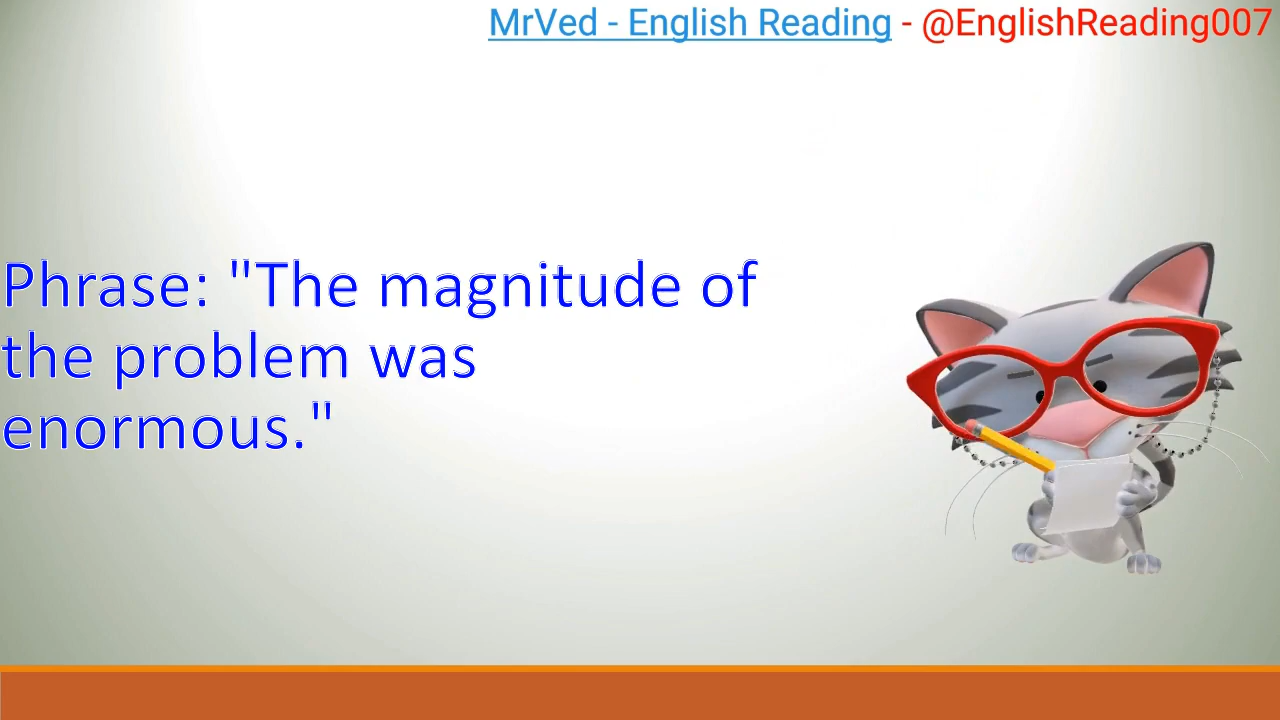 MrVed - English Reading - @EnglishReading007
Phrase: "The magnitude of
the problem was
enormous."